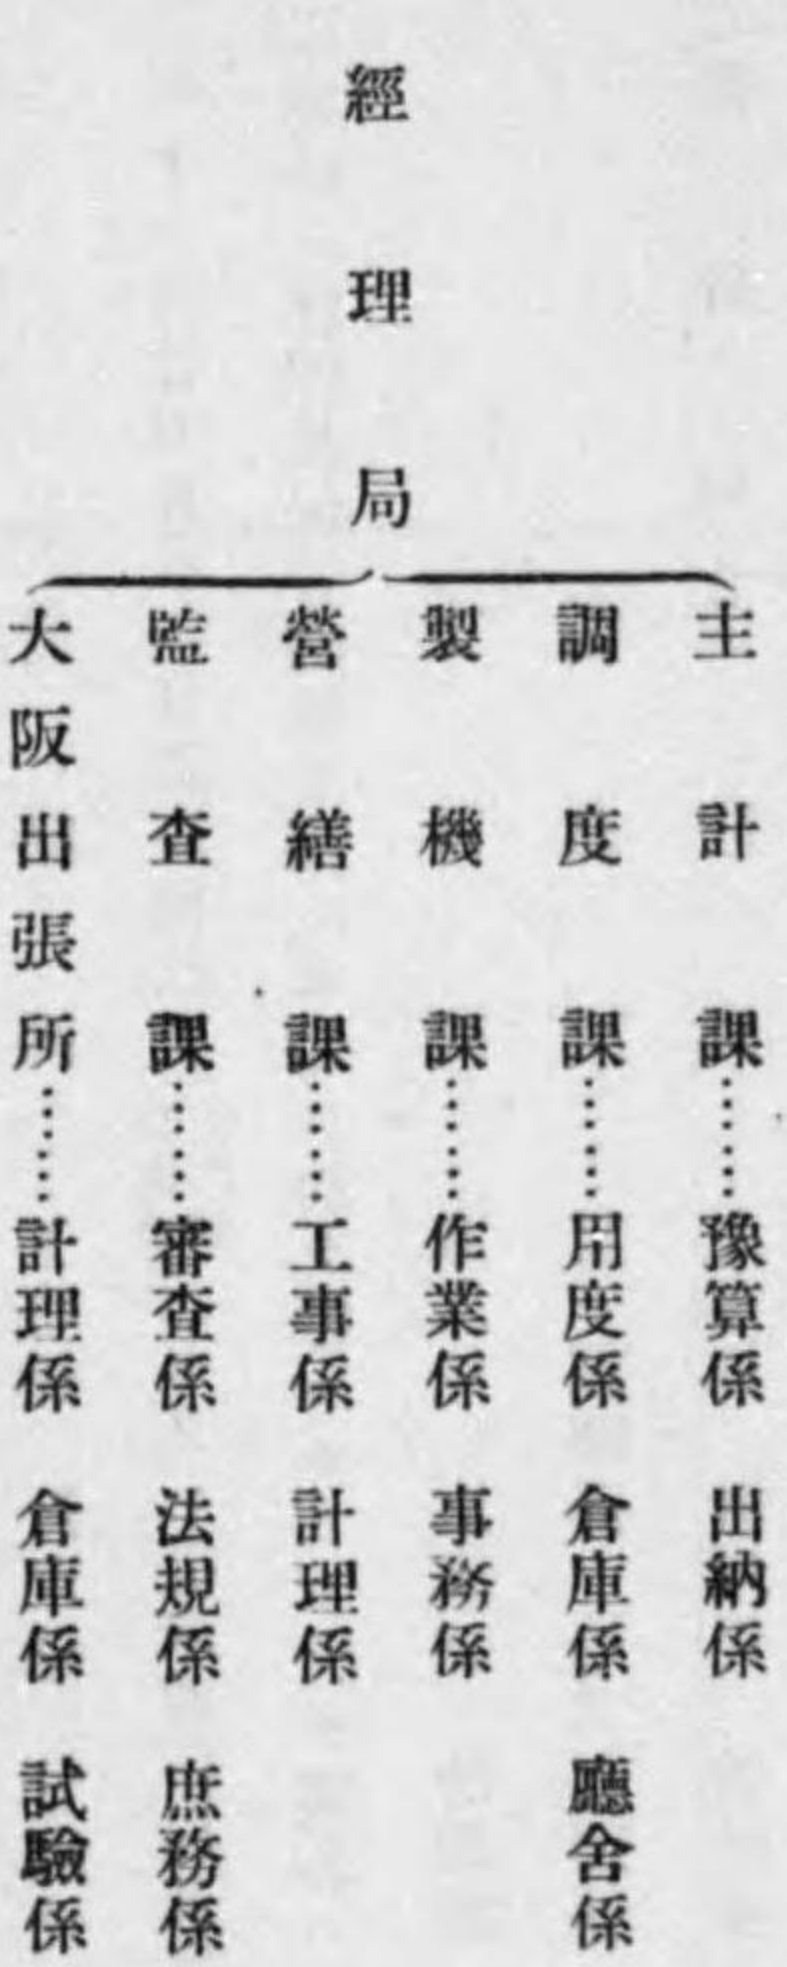 經理局
主計課……豫算係 出納係
調度課……用度係 倉庫係 廳舍係
製機課……作業係 事務係
營繕課……工事係 計理係
監查課……審查係 法規係 庶務係
大阪出張所……計理係 倉庫係 試驗係